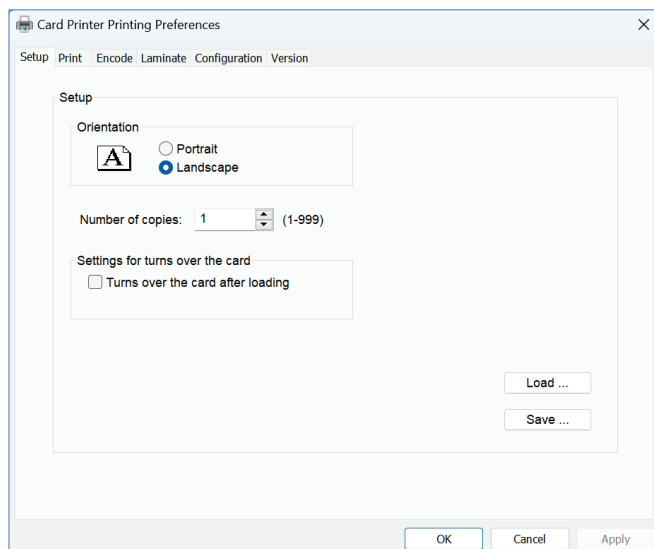 Card Printer Printing Preferences
Setup Print Encode Laminate Configuration Version
Setup
Orientation
A
Portrait
Landscape
Number of copies: 1 (1-999)
Settings for turns over the card
Turns over the card after loading
Load ...
Save ...
OK Cancel Apply